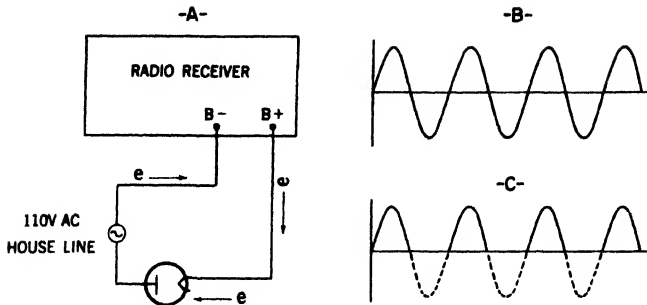 -A-
RADIO RECEIVER
B- B+
e
e
110V AC
HOUSE LINE
e
-B-
-C-